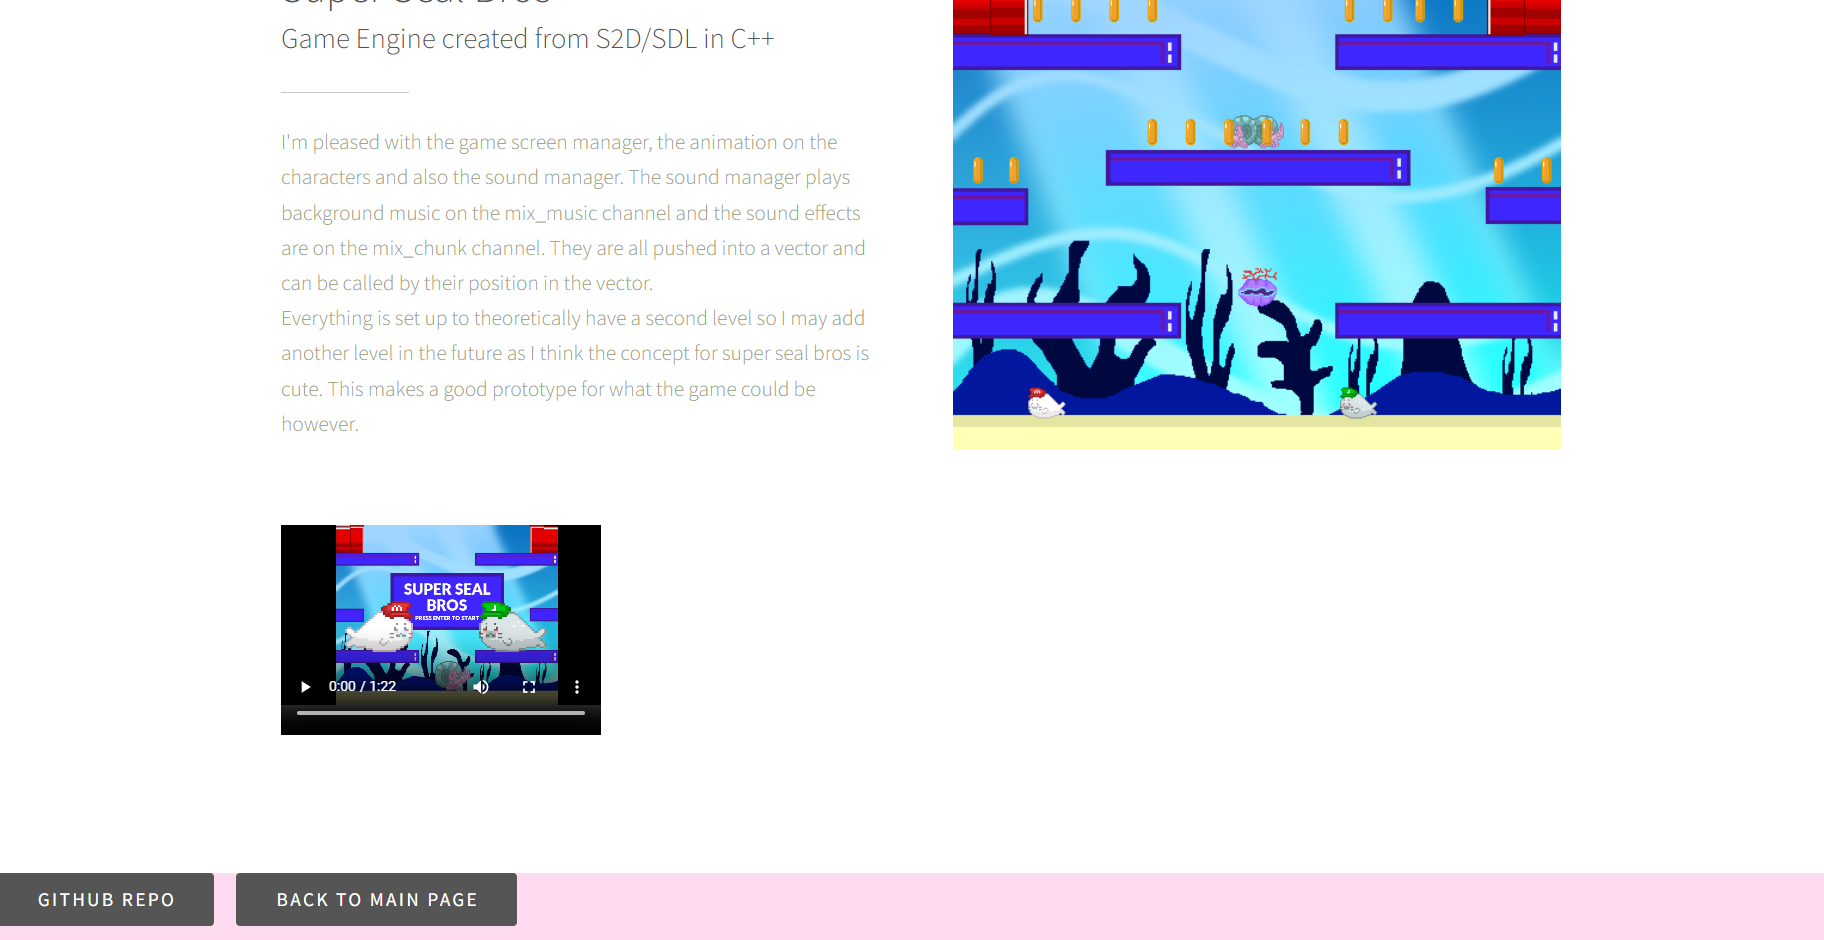 Super Seal Bros
Game Engine created from S2D/SDL in C++
I'm pleased with the game screen manager, the animation on the
characters and also the sound manager. The sound manager plays
background music on the mix_music channel and the sound effects
are on the mix_chunk channel. They are all pushed into a vector and
can be called by their position in the vector.
Everything is set up to theoretically have a second level so I may add
another level in the future as I think the concept for super seal bros is
cute. This makes a good prototype for what the game could be
however.
SUPER SEAL
BROS
PRESS ENTER TO START
0:00 / 1:22
GITHUB REPO
BACK TO MAIN PAGE